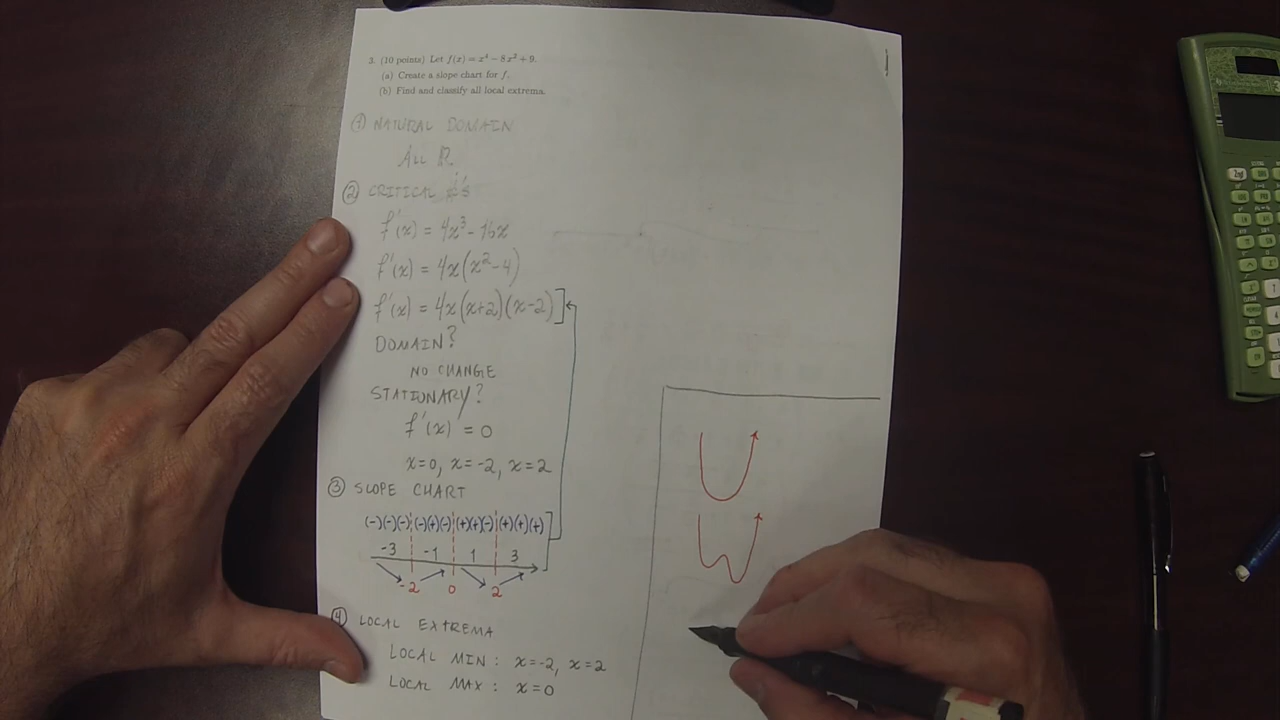 3. (10 points) Let f(x) = x⁴ − 8x² + 9.
(a) Create a slope chart for f.
(b) Find and classify all local extrema.
① NATURAL DOMAIN
ALL ℝ
② CRITICAL #'s
f'(x) = 4x³ - 16x
f'(x) = 4x(x²-4)
f'(x) = 4x(x+2)(x-2)
DOMAIN?
NO CHANGE
STATIONARY?
f'(x) = 0
x=0, x=-2, x=2
③ SLOPE CHART
(-)(-)(-) (-)(+)(-) (+)(+)(-) (+)(+)(+)
-3 -1 1 3
-2 0 2
④ LOCAL EXTREMA
LOCAL MIN: x=-2, x=2
LOCAL MAX: x=0